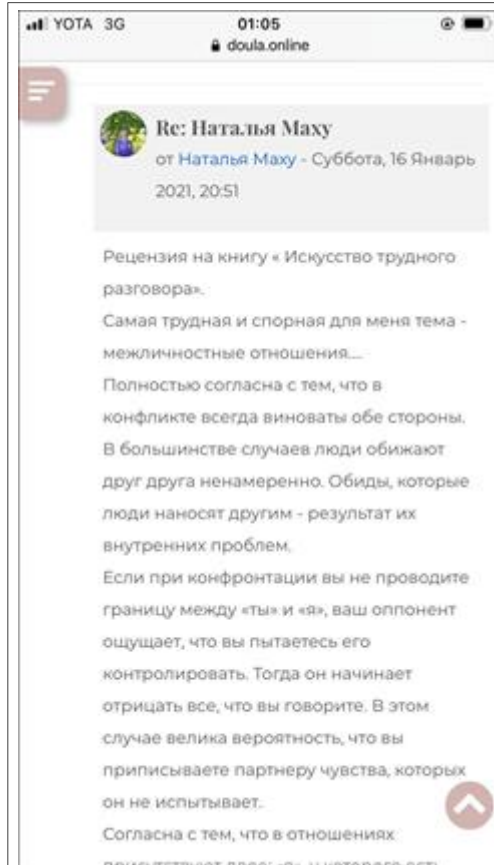 YOTA 3G 01:05
doula.online
Re: Наталья Маху
от Наталья Маху - Суббота, 16 Январь
2021, 20:51
Рецензия на книгу « Искусство трудного
разговора».
Самая трудная и спорная для меня тема -
межличностные отношения....
Полностью согласна с тем, что в
конфликте всегда виноваты обе стороны.
В большинстве случаев люди обижают
друг друга ненамеренно. Обиды, которые
люди наносят другим - результат их
внутренних проблем.
Если при конфронтации вы не проводите
границу между «ты» и «я», ваш оппонент
ощущает, что вы пытаетесь его
контролировать. Тогда он начинает
отрицать все, что вы говорите. В этом
случае велика вероятность, что вы
приписываете партнеру чувства, которых
он не испытывает.
Согласна с тем, что в отношениях
присутствуют двое: «я», у которого есть